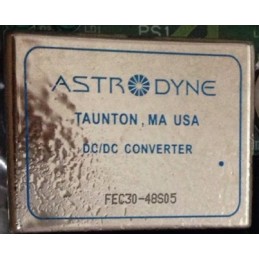 PS1
ASTRODYNE
TAUNTON, MA USA
DC/DC CONVERTER
FEC30-48S05